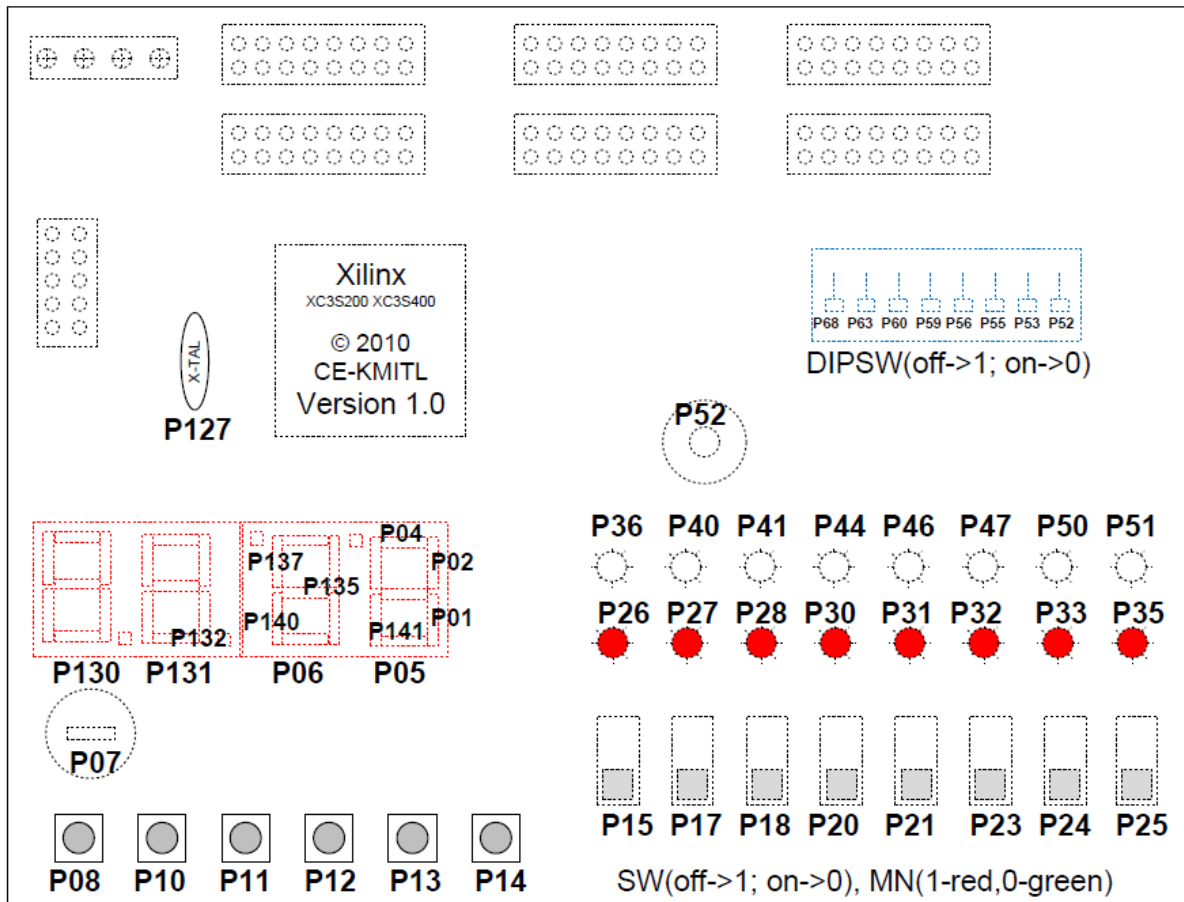 Xilinx
XC3S200 XC3S400
© 2010
CE-KMITL
Version 1.0
X-TAL
P127
P68 P63 P60 P59 P56 P55 P53 P52
DIPSW(off->1; on->0)
P52
P04
P137 P02
P135
P140 P01
P132 P141
P130 P131 P06 P05
P36 P40 P41 P44 P46 P47 P50 P51
P26 P27 P28 P30 P31 P32 P33 P35
P07
P15 P17 P18 P20 P21 P23 P24 P25
P08 P10 P11 P12 P13 P14
SW(off->1; on->0), MN(1-red,0-green)